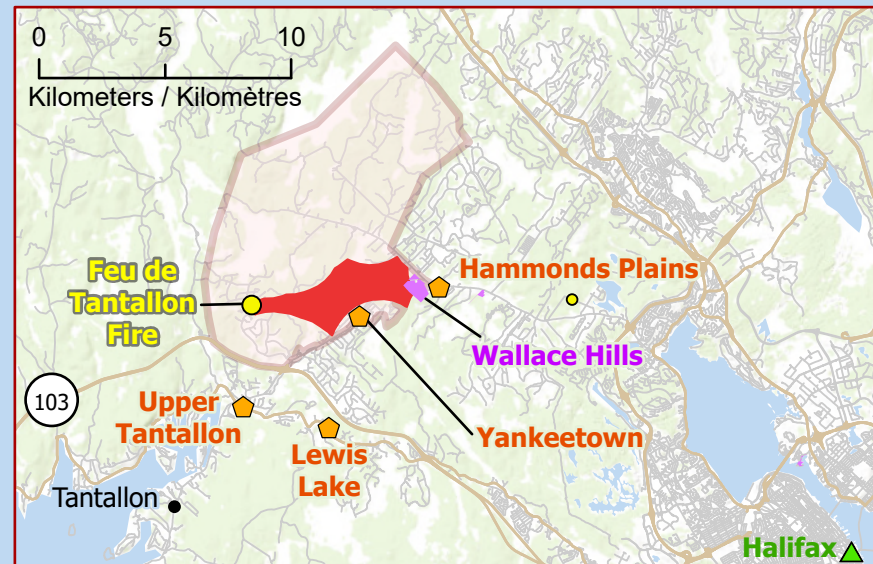 0 5 10
Kilometers / Kilomètres
Feu de
Tantallon
Fire
Hammonds Plains
Wallace Hills
103
Upper
Tantallon
Yankeetown
Lewis
Lake
Tantallon
Halifax